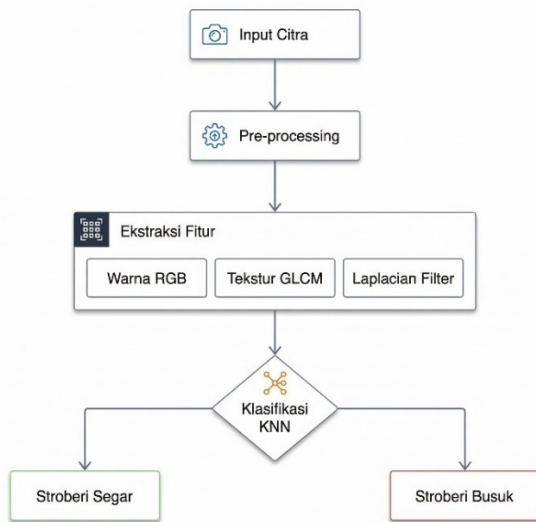 Input Citra
Pre-processing
Ekstraksi Fitur
Warna RGB
Tekstur GLCM
Laplacian Filter
Klasifikasi
KNN
Stroberi Segar
Stroberi Busuk